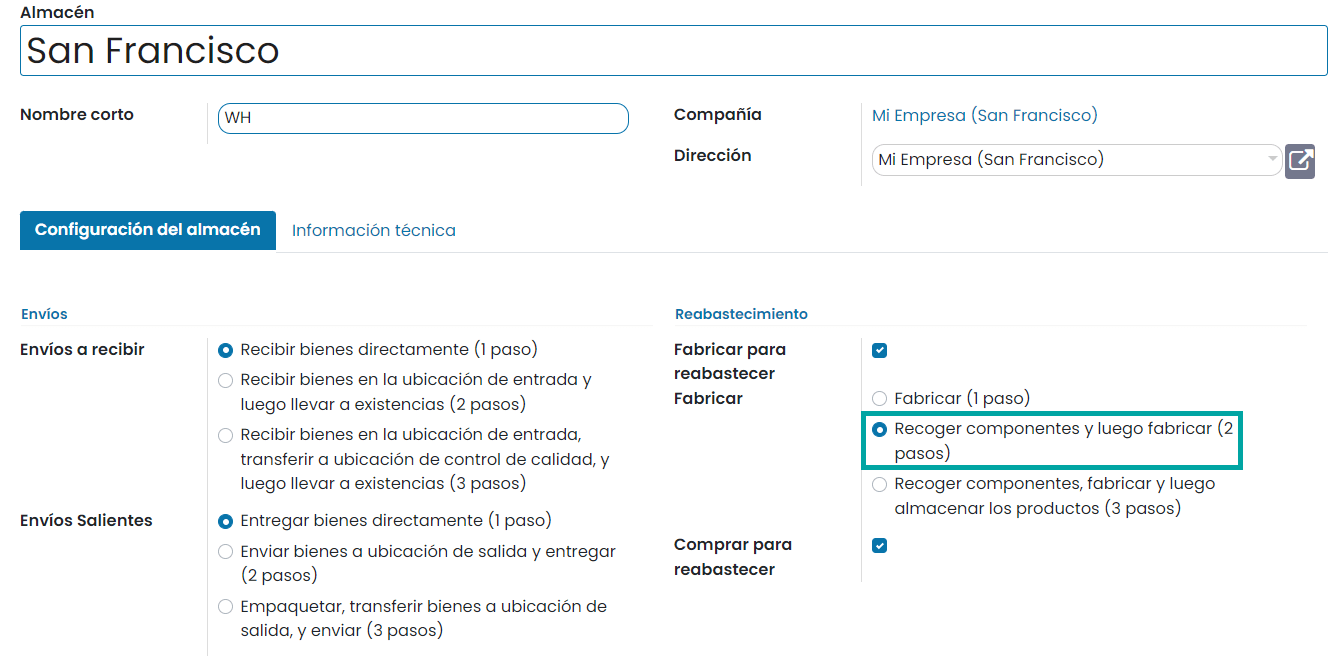 Almacén
San Francisco
Nombre corto
WH
Compañía
Mi Empresa (San Francisco)
Dirección
Mi Empresa (San Francisco)
Configuración del almacén
Información técnica
Envíos
Envíos a recibir
Recibir bienes directamente (1 paso)
Recibir bienes en la ubicación de entrada y
luego llevar a existencias (2 pasos)
Recibir bienes en la ubicación de entrada,
transferir a ubicación de control de calidad, y
luego llevar a existencias (3 pasos)
Envíos Salientes
Entregar bienes directamente (1 paso)
Enviar bienes a ubicación de salida y entregar
(2 pasos)
Empaquetar, transferir bienes a ubicación de
salida, y enviar (3 pasos)
Reabastecimiento
Fabricar para
reabastecer
Fabricar
Fabricar (1 paso)
Recoger componentes y luego fabricar (2
pasos)
Recoger componentes, fabricar y luego
almacenar los productos (3 pasos)
Comprar para
reabastecer